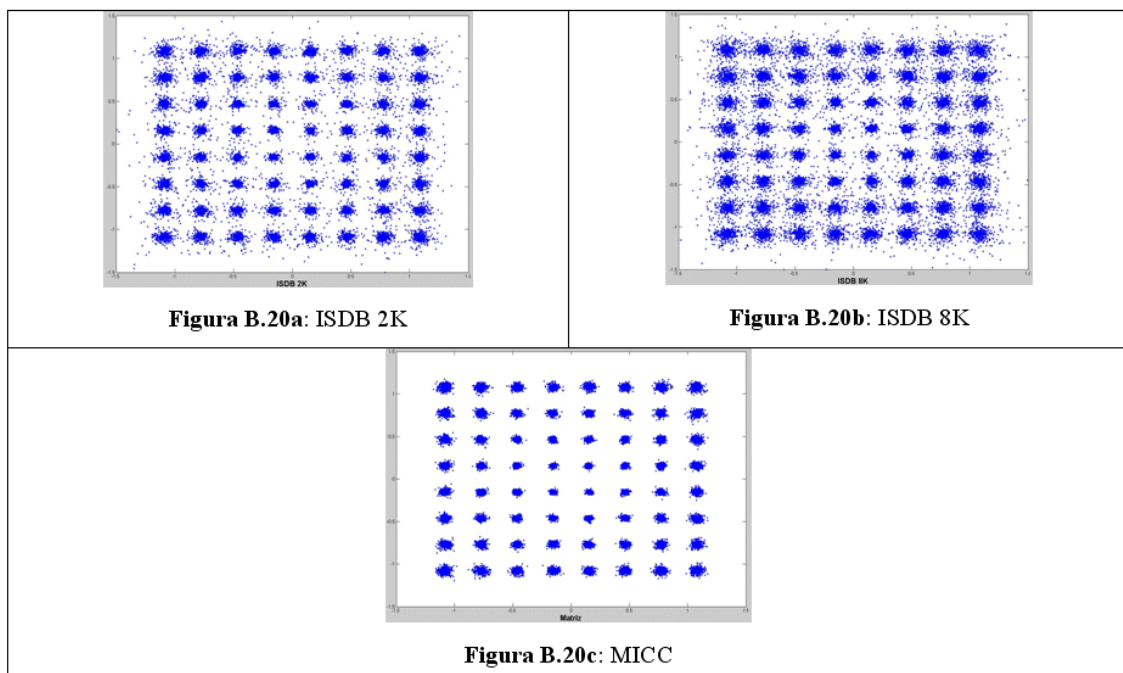 ISDB 2K
Figura B.20a: ISDB 2K
ISDB 8K
Figura B.20b: ISDB 8K
Matriz
Figura B.20c: MICC